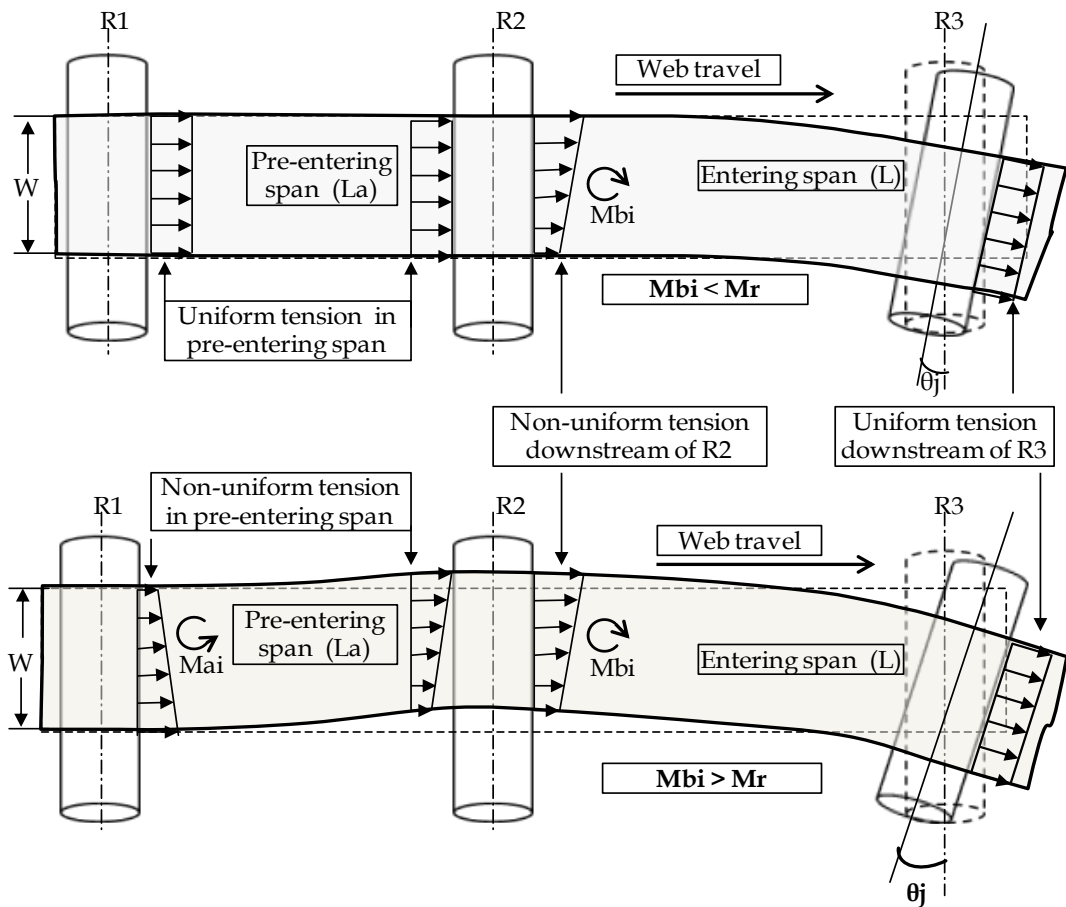 R1
R2
R3
Web travel
W
Pre-entering
span (La)
Mbi
Entering span (L)
Mbi < Mr
Uniform tension in
pre-entering span
θj
Non-uniform tension
downstream of R2
Uniform tension
downstream of R3
Non-uniform tension
in pre-entering span
R1
R2
R3
Web travel
W
Mai
Pre-entering
span (La)
Mbi
Entering span (L)
Mbi > Mr
θj